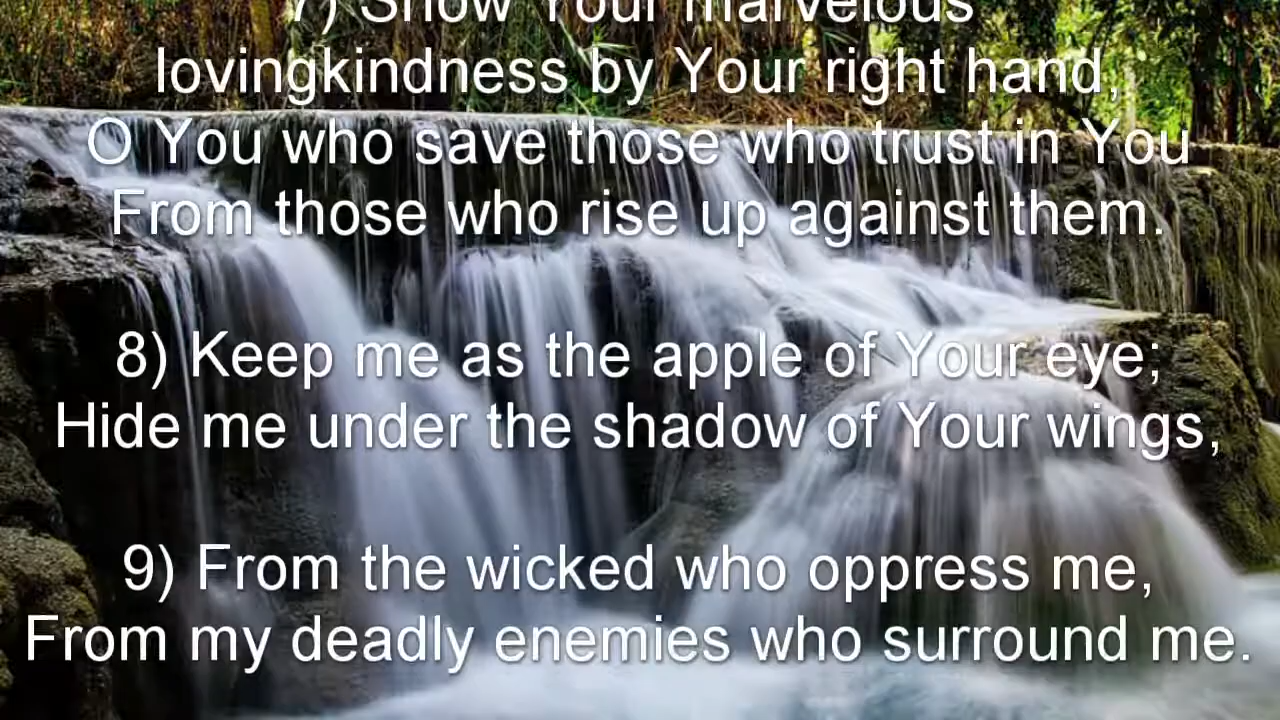 7) Show Your marvelous
lovingkindness by Your right hand,
O You who save those who trust in You
From those who rise up against them.
8) Keep me as the apple of Your eye;
Hide me under the shadow of Your wings,
9) From the wicked who oppress me,
From my deadly enemies who surround me.